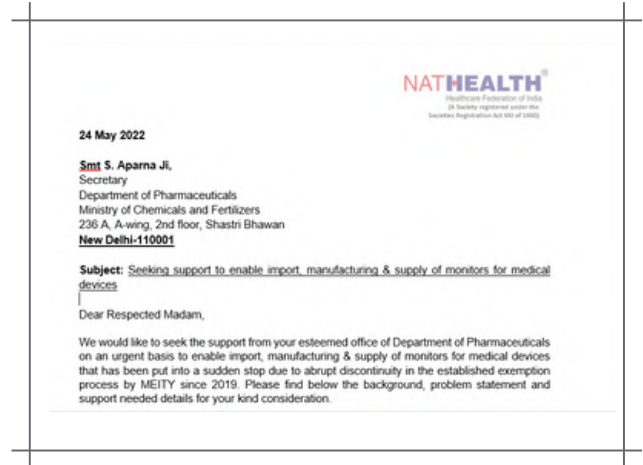 NATHEALTH®
Healthcare Federation of India
(A Society registered under the
Societies Registration Act XXI of 1860)
24 May 2022
Smt S. Aparna Ji,
Secretary
Department of Pharmaceuticals
Ministry of Chemicals and Fertilizers
236 A, A-wing, 2nd floor, Shastri Bhawan
New Delhi-110001
Subject: Seeking support to enable import, manufacturing & supply of monitors for medical
devices
Dear Respected Madam,
We would like to seek the support from your esteemed office of Department of Pharmaceuticals
on an urgent basis to enable import, manufacturing & supply of monitors for medical devices
that has been put into a sudden stop due to abrupt discontinuity in the established exemption
process by MEITY since 2019. Please find below the background, problem statement and
support needed details for your kind consideration.